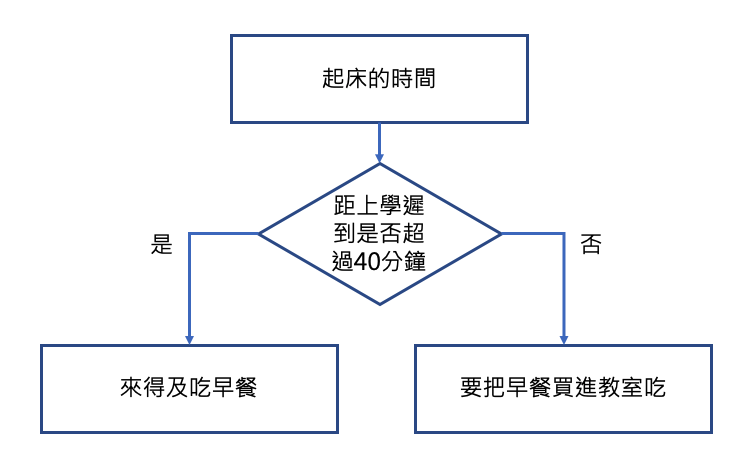 起床的時間
距上學遲
到是否超
過40分鐘
是
否
來得及吃早餐
要把早餐買進教室吃